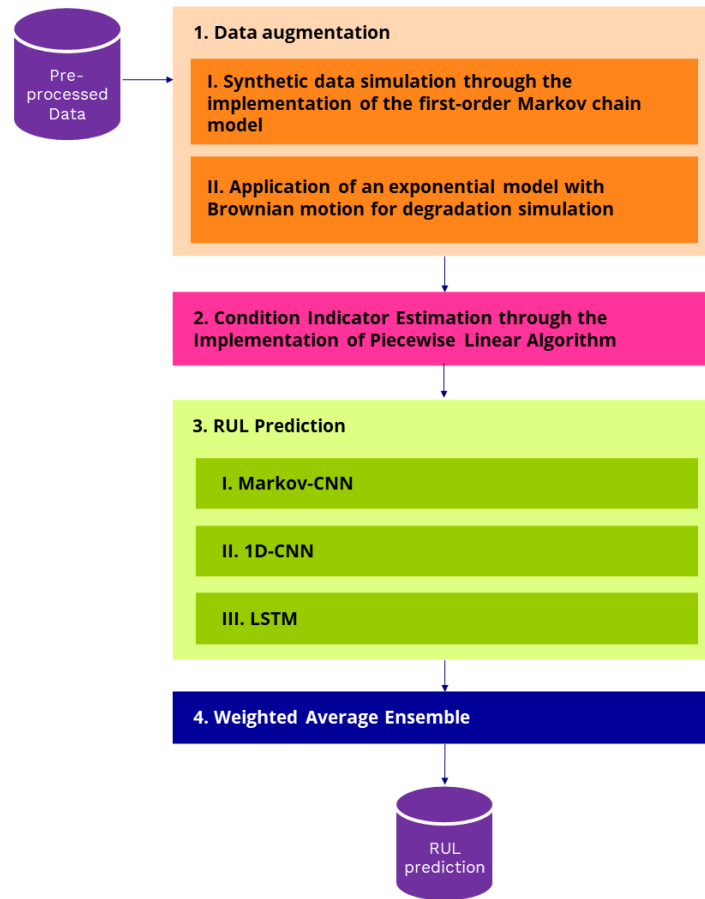 Pre-
processed
Data
1. Data augmentation
I. Synthetic data simulation through the
implementation of the first-order Markov chain
model
II. Application of an exponential model with
Brownian motion for degradation simulation
2. Condition Indicator Estimation through the
Implementation of Piecewise Linear Algorithm
3. RUL Prediction
I. Markov-CNN
II. 1D-CNN
III. LSTM
4. Weighted Average Ensemble
RUL
prediction